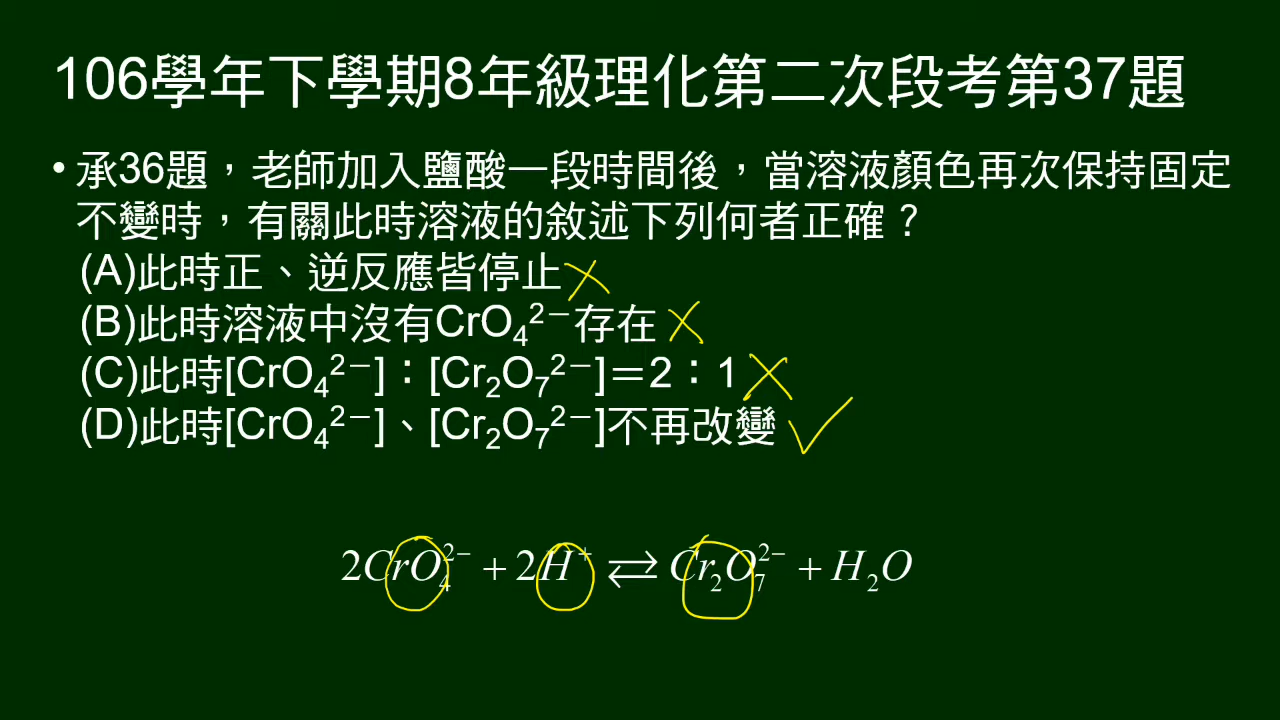 106學年下學期8年級理化第二次段考第37題
• 承36題，老師加入鹽酸一段時間後，當溶液顏色再次保持固定
不變時，有關此時溶液的敘述下列何者正確？
(A)此時正、逆反應皆停止
(B)此時溶液中沒有CrO₄²⁻存在
(C)此時[CrO₄²⁻]：[Cr₂O₇²⁻]＝2：1
(D)此時[CrO₄²⁻]、[Cr₂O₇²⁻]不再改變
2CrO₄²⁻ + 2H⁺ ⇌ Cr₂O₇²⁻ + H₂O